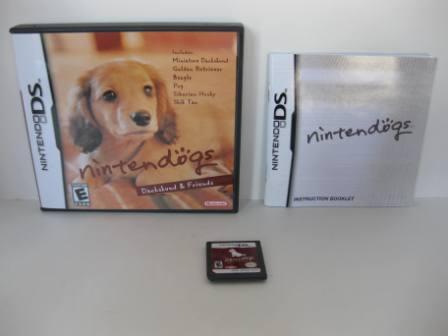 NINTENDO DS
Includes:
Miniature Dachshund
Golden Retriever
Beagle
Pug
Siberian Husky
Shih Tzu
nintendogs
Dachshund & Friends
E
Nintendo
NINTENDO DS
nintendogs
INSTRUCTION BOOKLET
nintendogs